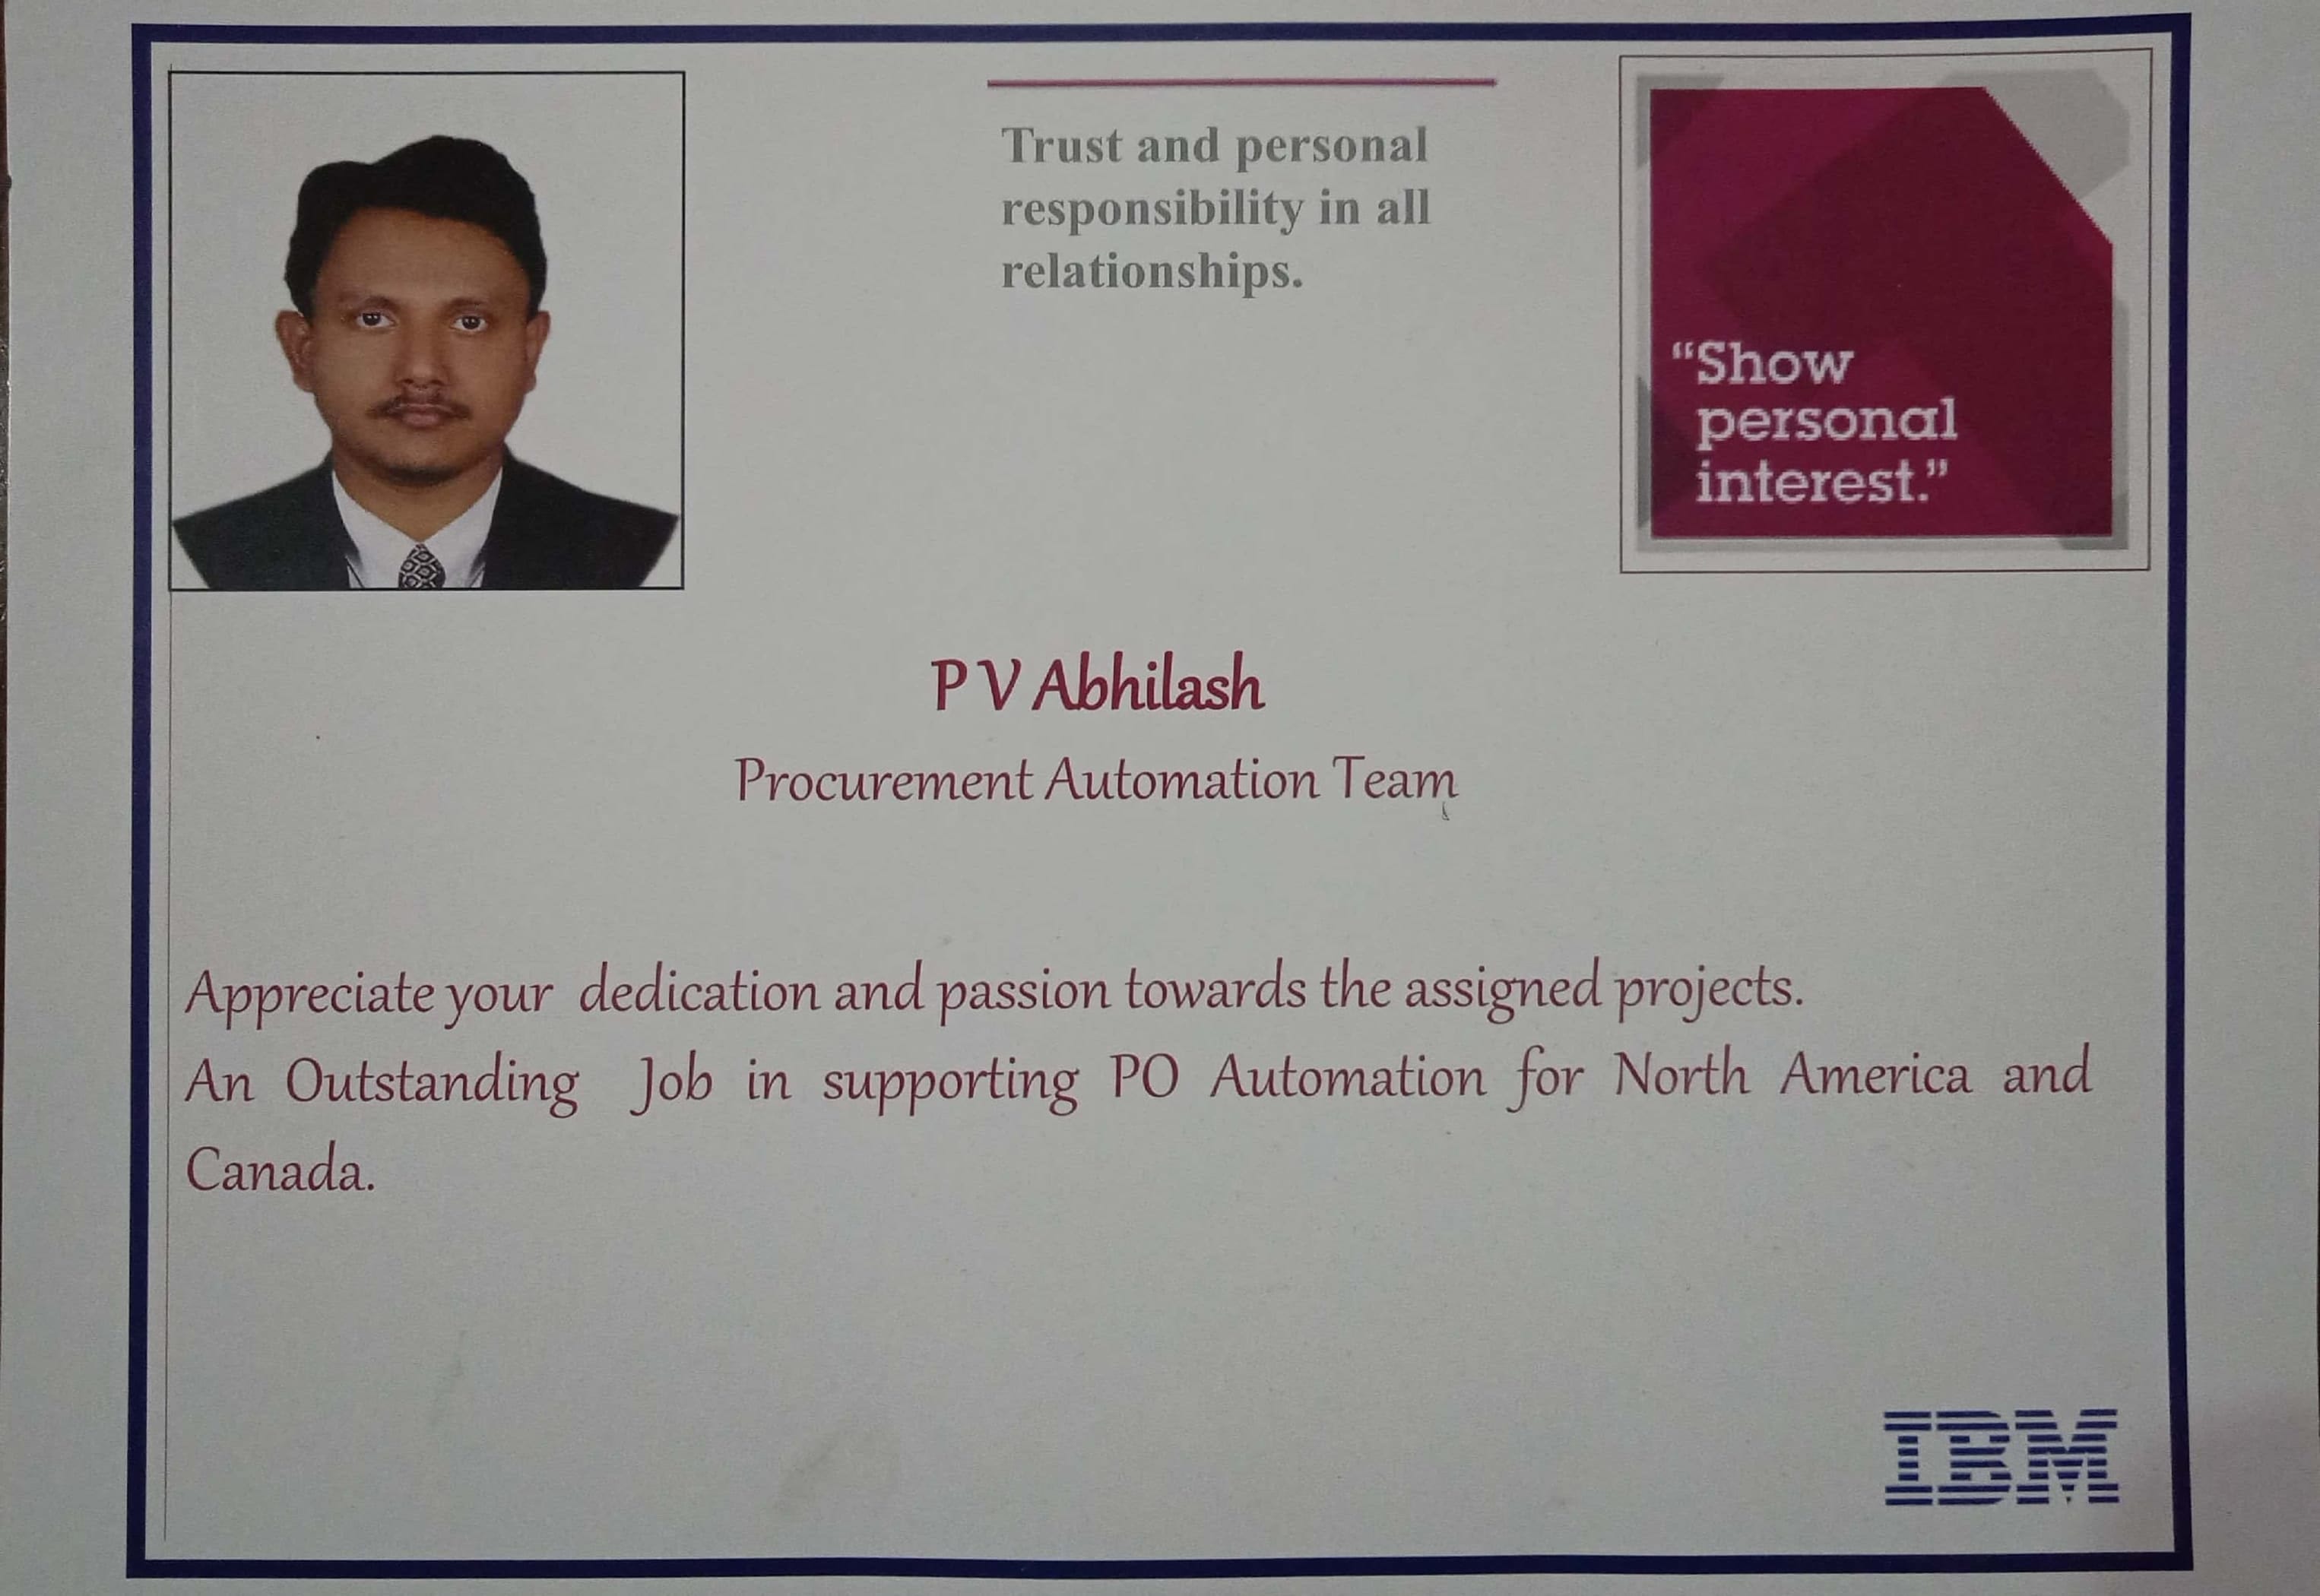 Trust and personal
responsibility in all
relationships.
“Show
personal
interest.”
P V Abhilash
Procurement Automation Team
Appreciate your dedication and passion towards the assigned projects.
An Outstanding Job in supporting PO Automation for North America and
Canada.
IBM